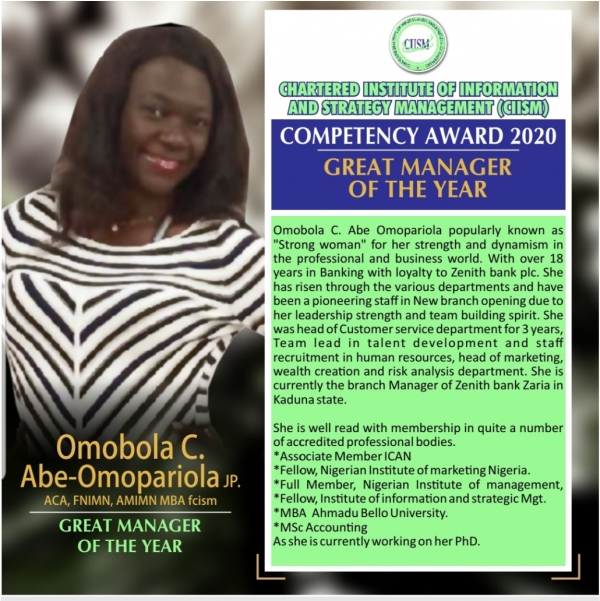 CIISM
CHARTERED INSTITUTE OF INFORMATION
AND STRATEGY MANAGEMENT (CIISM)
COMPETENCY AWARD 2020
GREAT MANAGER
OF THE YEAR
Omobola C. Abe Omopariola popularly known as
"Strong woman" for her strength and dynamism in
the professional and business world. With over 18
years in Banking with loyalty to Zenith bank plc. She
has risen through the various departments and have
been a pioneering staff in New branch opening due to
her leadership strength and team building spirit. She
was head of Customer service department for 3 years,
Team lead in talent development and staff
recruitment in human resources, head of marketing,
wealth creation and risk analysis department. She is
currently the branch Manager of Zenith bank Zaria in
Kaduna state.
She is well read with membership in quite a number
of accredited professional bodies.
*Associate Member ICAN
*Fellow, Nigerian Institute of marketing Nigeria.
*Full Member, Nigerian Institute of management,
*Fellow, Institute of information and strategic Mgt.
*MBA Ahmadu Bello University.
*MSc Accounting
As she is currently working on her PhD.
Omobola C.
Abe-Omopariola JP.
ACA, FNIMN, AMIMN MBA fcism
GREAT MANAGER
OF THE YEAR